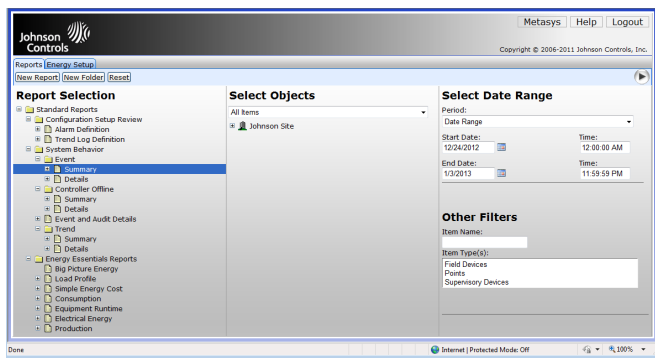 Johnson
Controls
Metasys Help Logout
Copyright © 2006-2011 Johnson Controls, Inc.
Reports Energy Setup
New Report New Folder Reset
Report Selection
Standard Reports
Configuration Setup Review
Alarm Definition
Trend Log Definition
System Behavior
Event
Summary
Details
Controller Offline
Summary
Details
Event and Audit Details
Trend
Summary
Details
Energy Essentials Reports
Big Picture Energy
Load Profile
Simple Energy Cost
Consumption
Equipment Runtime
Electrical Energy
Production
Select Objects
All Items
Johnson Site
Select Date Range
Period:
Date Range
Start Date: Time:
12/24/2012 12:00:00 AM
End Date: Time:
1/3/2013 11:59:59 PM
Other Filters
Item Name:
Item Type(s):
Field Devices
Points
Supervisory Devices
Done
Internet | Protected Mode: Off
100%